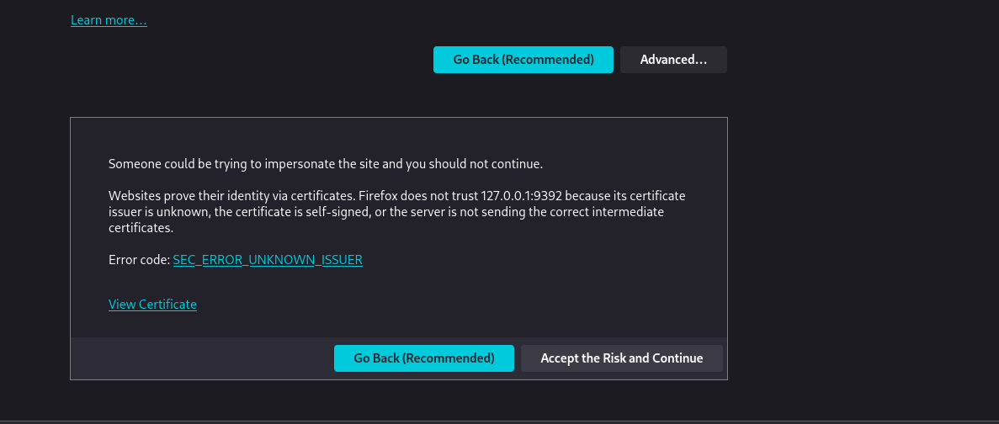 Learn more…
Go Back (Recommended)
Advanced…
Someone could be trying to impersonate the site and you should not continue.
Websites prove their identity via certificates. Firefox does not trust 127.0.0.1:9392 because its certificate
issuer is unknown, the certificate is self-signed, or the server is not sending the correct intermediate
certificates.
Error code: SEC_ERROR_UNKNOWN_ISSUER
View Certificate
Go Back (Recommended)
Accept the Risk and Continue